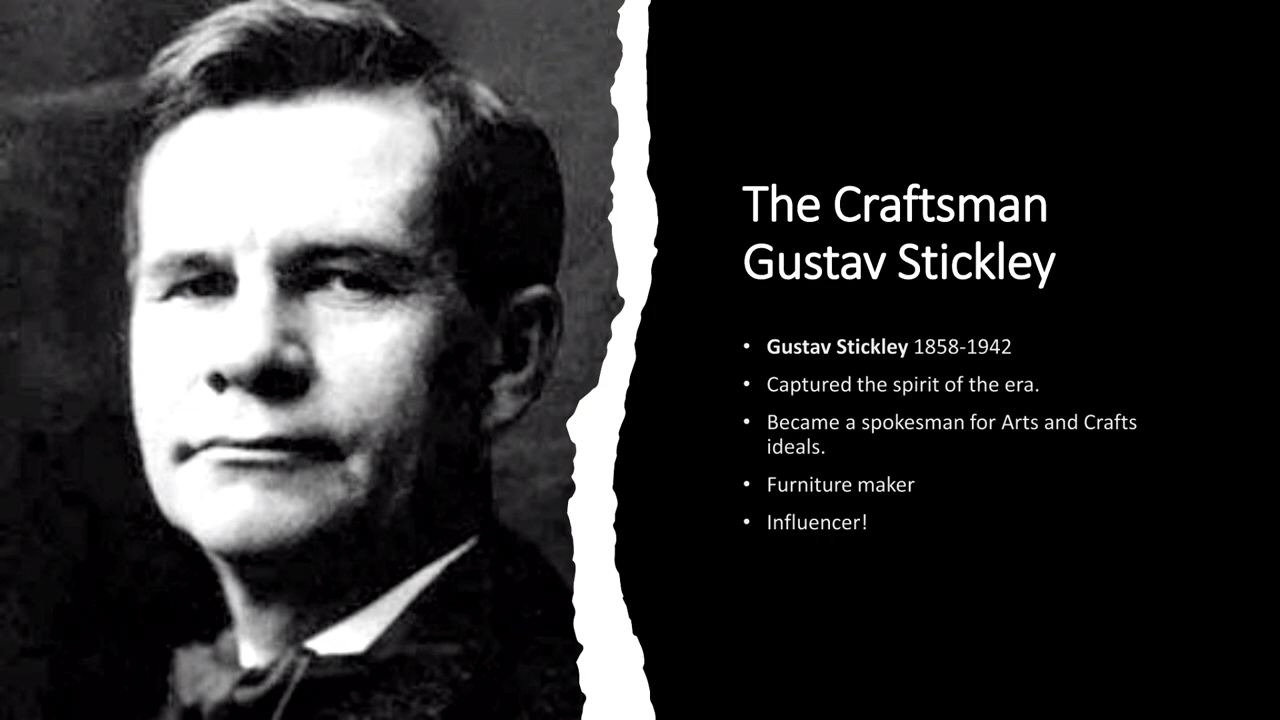 The Craftsman
Gustav Stickley
• Gustav Stickley 1858-1942
• Captured the spirit of the era.
• Became a spokesman for Arts and Crafts
ideals.
• Furniture maker
• Influencer!